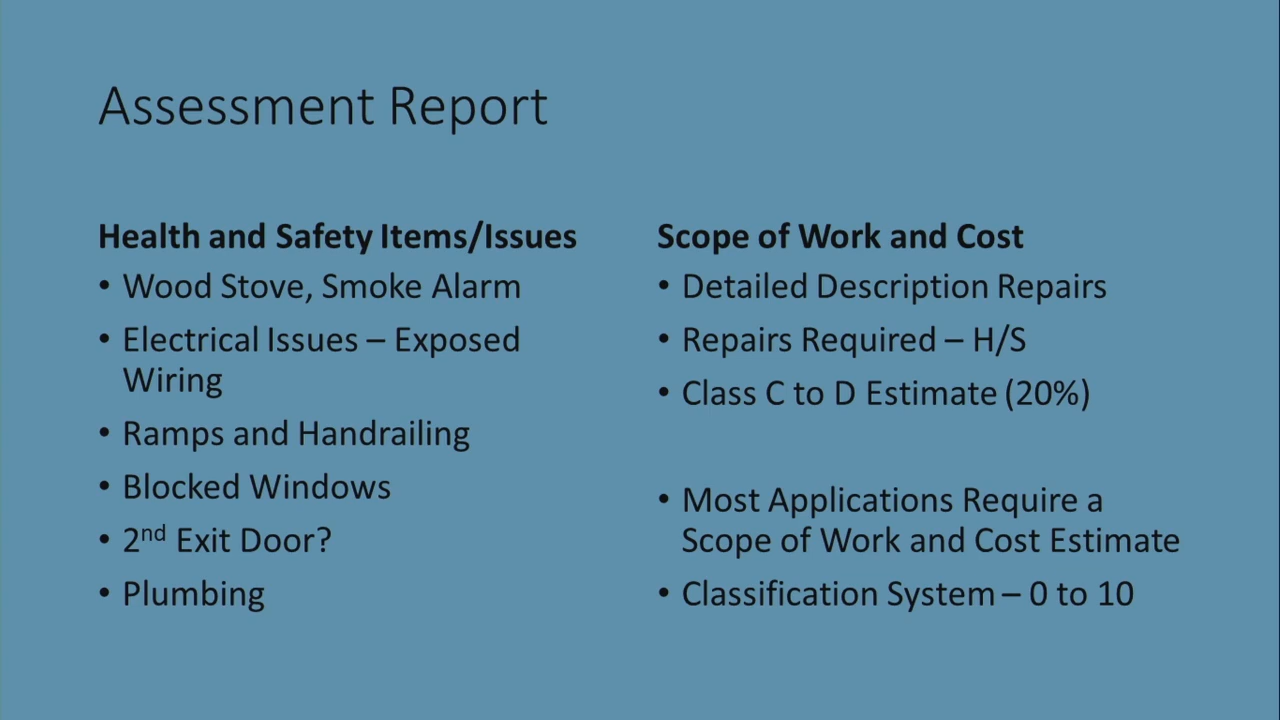 Assessment Report
Health and Safety Items/Issues
• Wood Stove, Smoke Alarm
• Electrical Issues – Exposed
Wiring
• Ramps and Handrailing
• Blocked Windows
• 2nd Exit Door?
• Plumbing
Scope of Work and Cost
• Detailed Description Repairs
• Repairs Required – H/S
• Class C to D Estimate (20%)
• Most Applications Require a
Scope of Work and Cost Estimate
• Classification System – 0 to 10